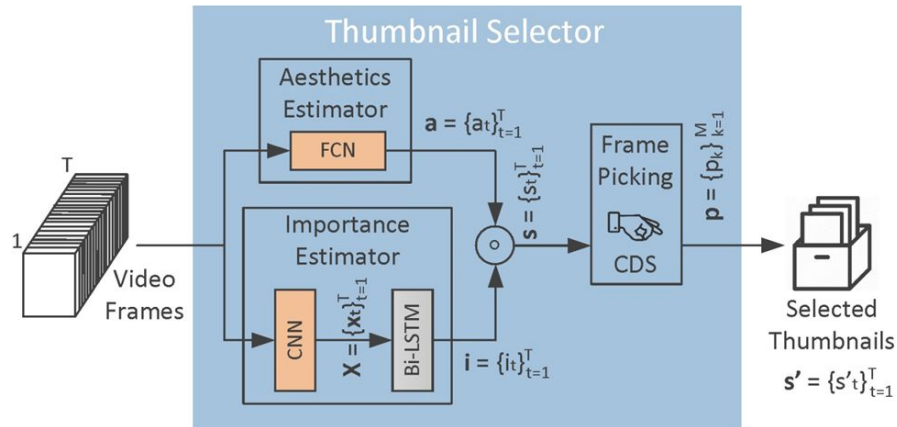 Thumbnail Selector
Aesthetics
Estimator
FCN
a = {at}ᵀt=1
T
1
Video
Frames
Importance
Estimator
CNN
X = {xt}ᵀt=1
Bi-LSTM
i = {it}ᵀt=1
s = {st}ᵀt=1
Frame
Picking
CDS
p = {pk}ᴹk=1
Selected
Thumbnails
s' = {s't}ᵀt=1